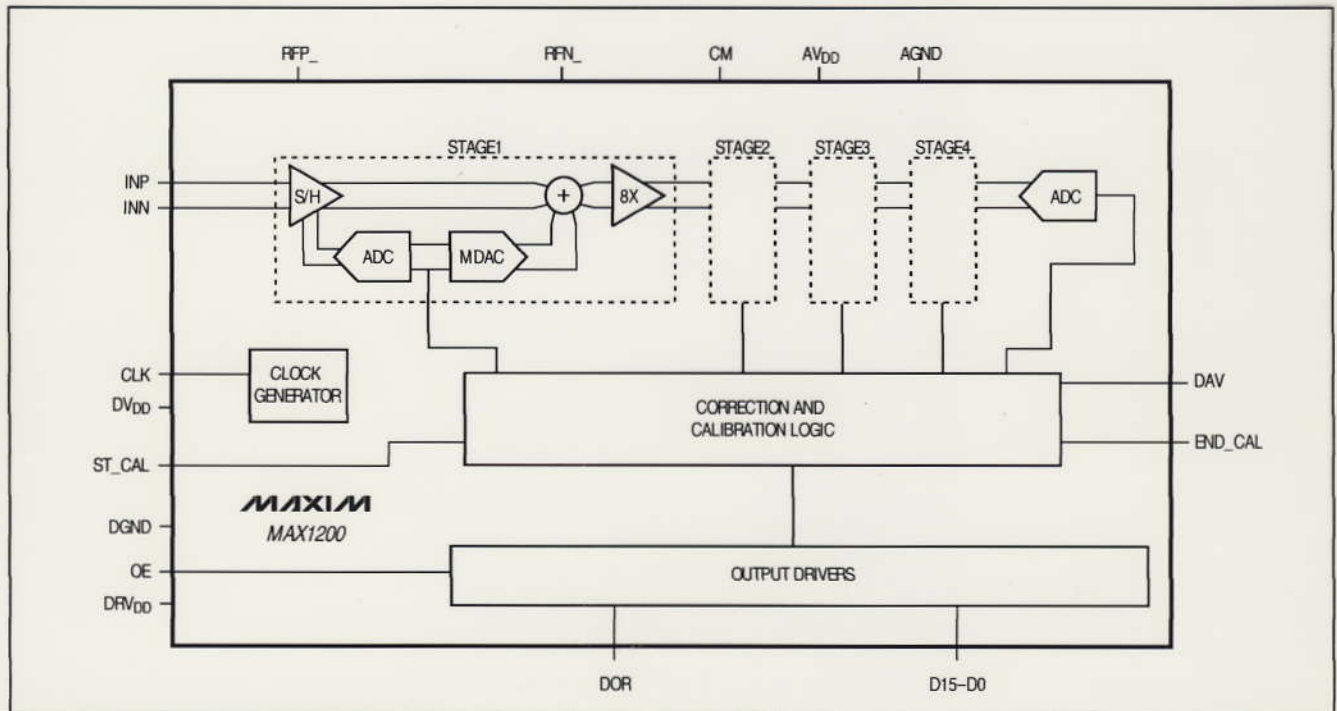 RFP_ RFN_ CM AVDD AGND
STAGE1 STAGE2 STAGE3 STAGE4
INP
INN
S/H + 8X ADC
ADC MDAC
CLK
CLOCK
GENERATOR
DVDD
CORRECTION AND
CALIBRATION LOGIC
DAV
END_CAL
ST_CAL
MAXIM
MAX1200
DGND
OE
DRVDD
OUTPUT DRIVERS
DOR D15–D0